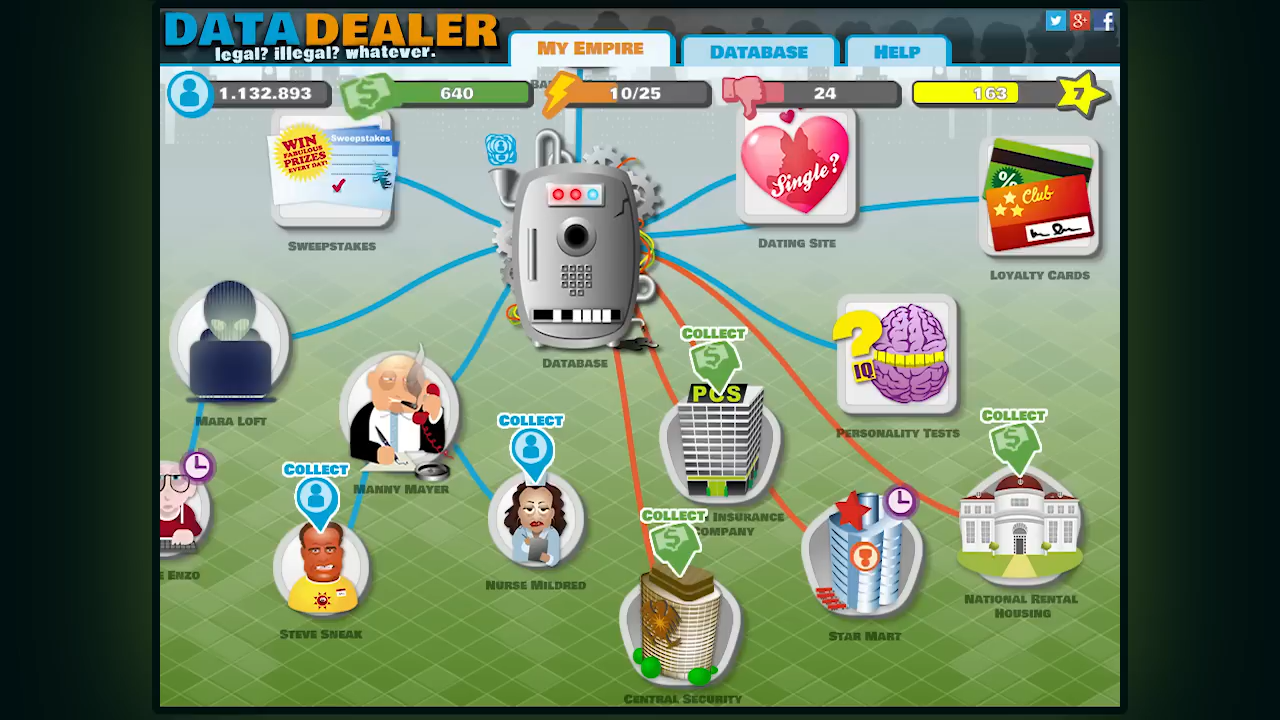 DATA DEALER
legal? illegal? whatever.
MY EMPIRE
DATABASE
HELP
1.132.893
640
10/25
24
163
7
WIN
FABULOUS
PRIZES
EVERY DAY!
Sweepstakes
SWEEPSTAKES
Single?
DATING SITE
%
Club
LOYALTY CARDS
DATABASE
MARA LOFT
MANNY MAYER
COLLECT
POS
INSURANCE
COMPANY
?
IQ
PERSONALITY TESTS
COLLECT
NATIONAL RENTAL
HOUSING
COLLECT
NURSE MILDRED
COLLECT
STEVE SNEAK
ENZO
COLLECT
CENTRAL SECURITY
STAR MART